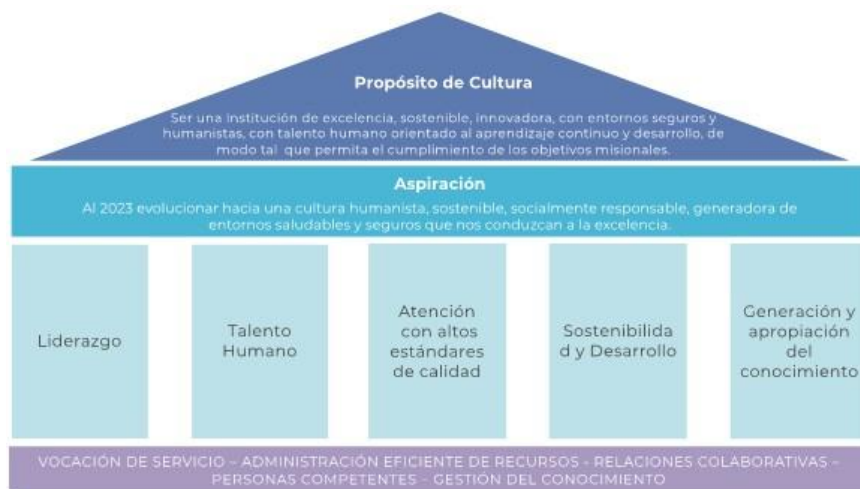 Propósito de Cultura
Ser una Institución de excelencia, sostenible, innovadora, con entornos seguros y
humanistas, con talento humano orientado al aprendizaje continuo y desarrollo, de
modo tal que permita el cumplimiento de los objetivos misionales.
Aspiración
Al 2023 evolucionar hacia una cultura humanista, sostenible, socialmente responsable, generadora de
entornos saludables y seguros que nos conduzcan a la excelencia.
Liderazgo
Talento
Humano
Atención
con altos
estándares
de calidad
Sostenibilida
d y Desarrollo
Generación y
apropiación
del
conocimiento
VOCACIÓN DE SERVICIO – ADMINISTRACIÓN EFICIENTE DE RECURSOS - RELACIONES COLABORATIVAS –
PERSONAS COMPETENTES - GESTIÓN DEL CONOCIMIENTO